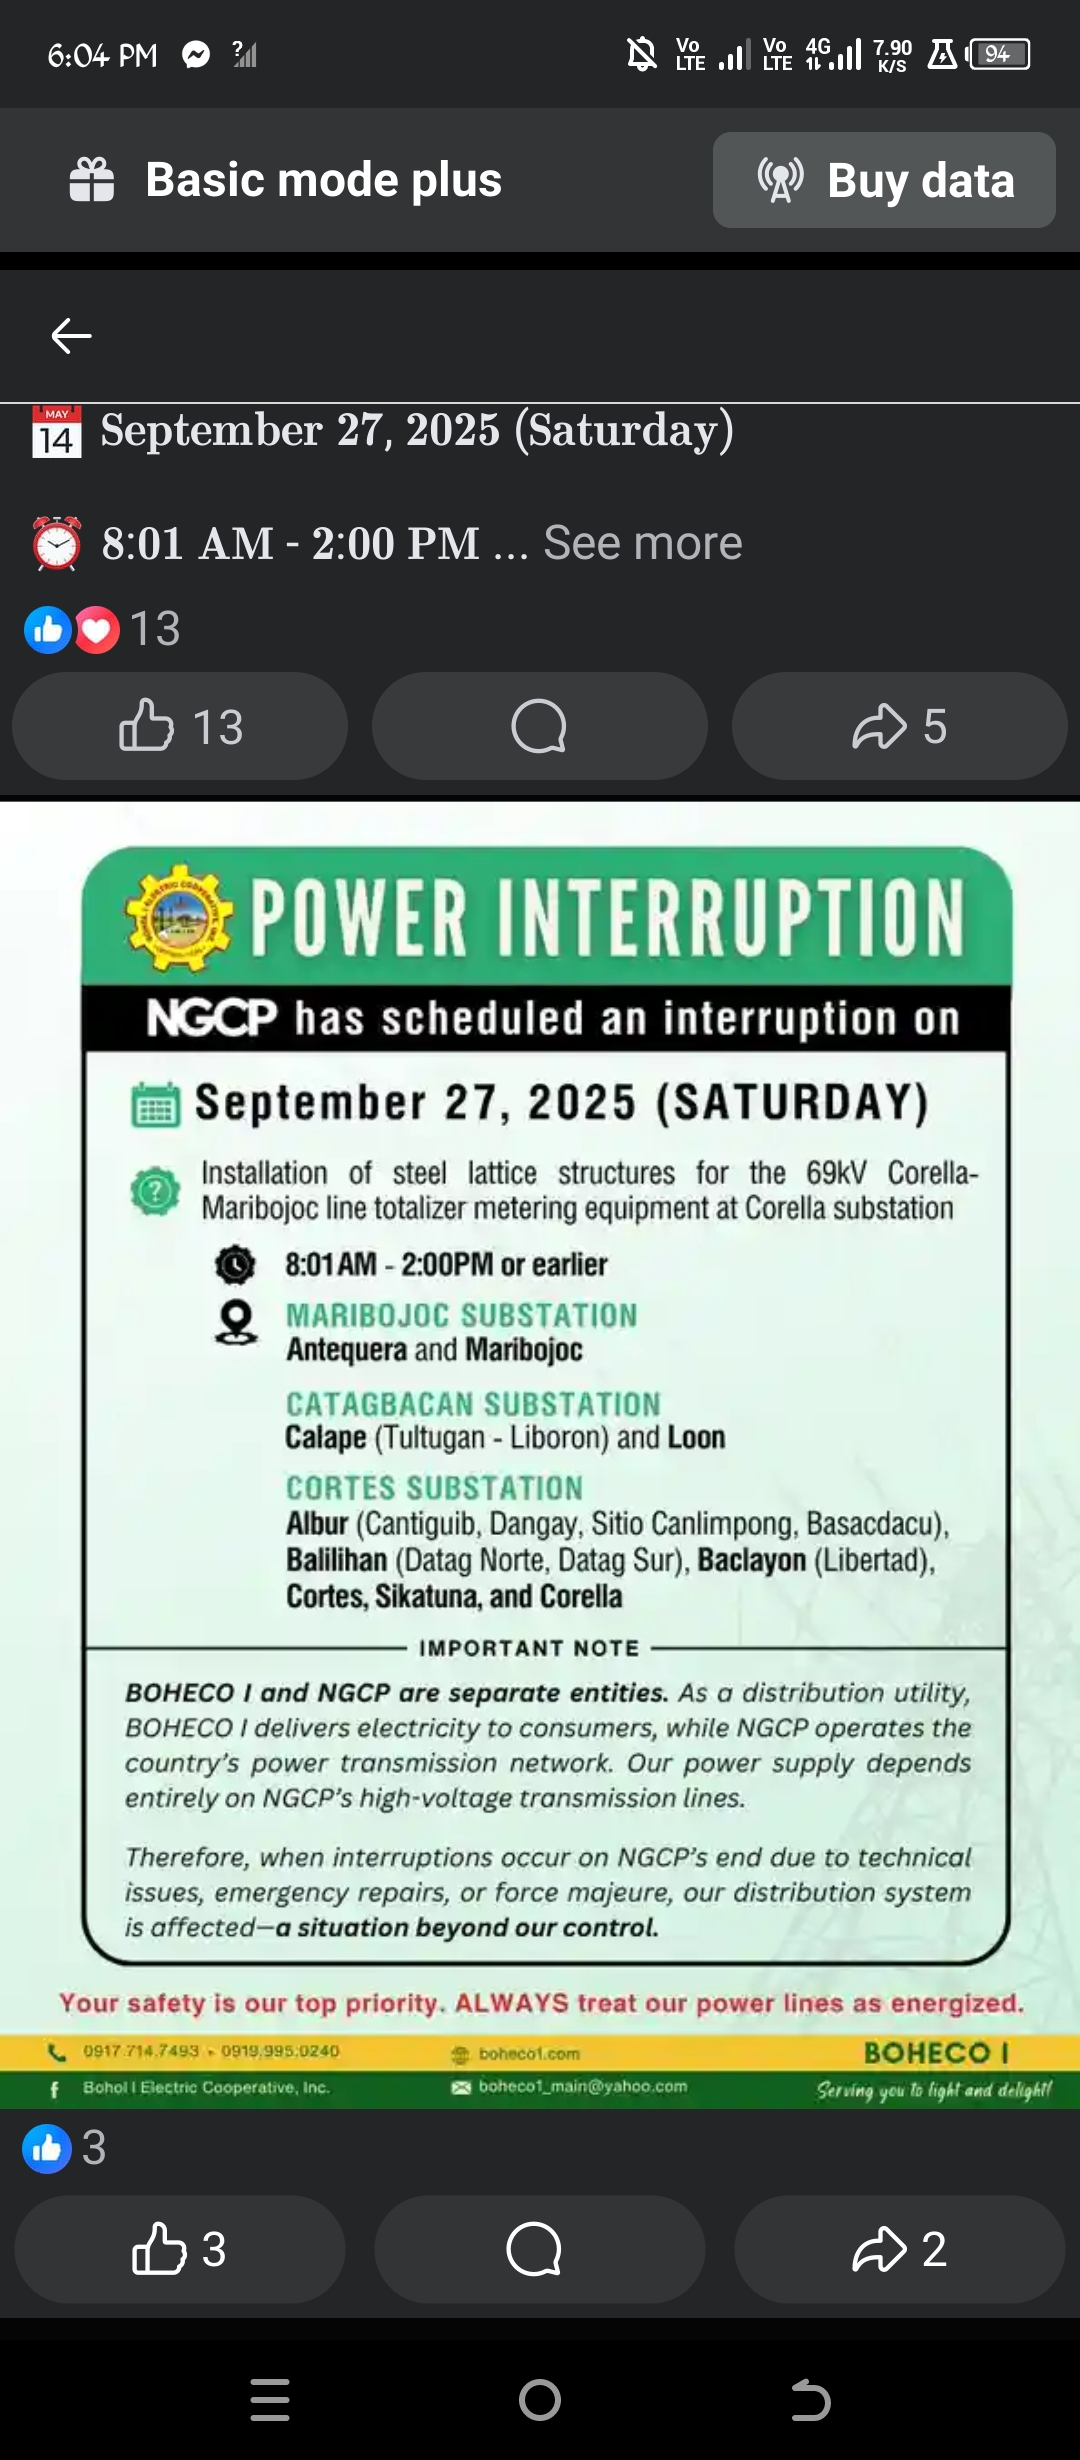 6:04 PM
?
Vo LTE
Vo LTE
4G
7.90 K/S
94
Basic mode plus
Buy data
MAY 14
September 27, 2025 (Saturday)
8:01 AM - 2:00 PM ... See more
13
13
5
POWER INTERRUPTION
NGCP has scheduled an interruption on
September 27, 2025 (SATURDAY)
?
Installation of steel lattice structures for the 69kV Corella-
Maribojoc line totalizer metering equipment at Corella substation
8:01AM - 2:00PM or earlier
MARIBOJOC SUBSTATION
Antequera and Maribojoc
CATAGBACAN SUBSTATION
Calape (Tultugan - Liboron) and Loon
CORTES SUBSTATION
Albur (Cantiguib, Dangay, Sitio Canlimpong, Basacdacu),
Balilihan (Datag Norte, Datag Sur), Baclayon (Libertad),
Cortes, Sikatuna, and Corella
IMPORTANT NOTE
BOHECO I and NGCP are separate entities. As a distribution utility,
BOHECO I delivers electricity to consumers, while NGCP operates the
country's power transmission network. Our power supply depends
entirely on NGCP's high-voltage transmission lines.
Therefore, when interruptions occur on NGCP's end due to technical
issues, emergency repairs, or force majeure, our distribution system
is affected—a situation beyond our control.
Your safety is our top priority. ALWAYS treat our power lines as energized.
0917.714.7493 • 0919.995.0240
boheco1.com
BOHECO I
Bohol I Electric Cooperative, Inc.
boheco1_main@yahoo.com
Serving you to light and delight!
3
3
2